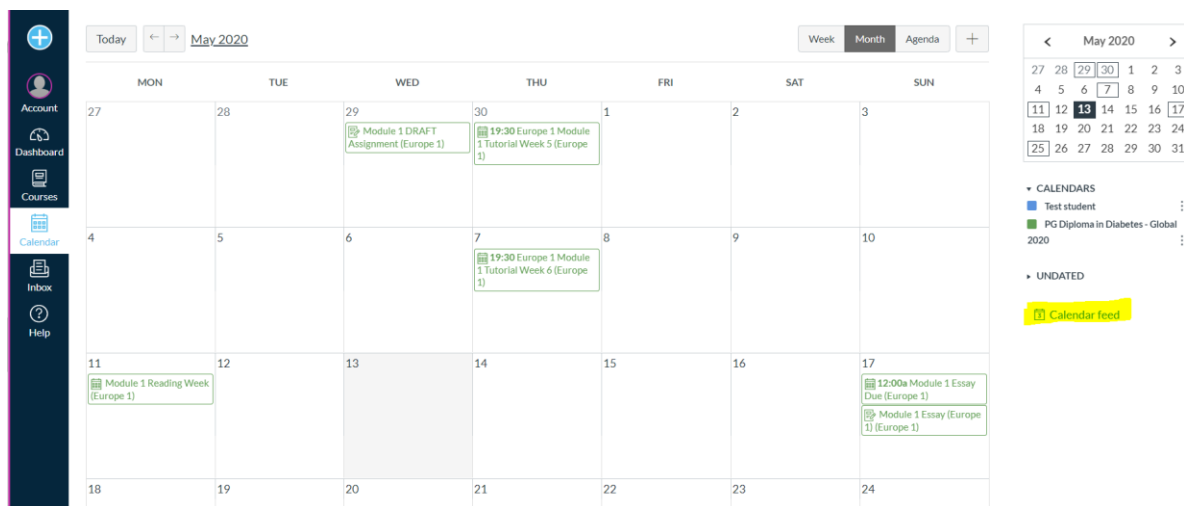 Account
Dashboard
Courses
Calendar
Inbox
Help
Today ← → May 2020
Week Month Agenda +
MON TUE WED THU FRI SAT SUN
27 28 29 30 1 2 3
Module 1 DRAFT
Assignment (Europe 1)
19:30 Europe 1 Module
1 Tutorial Week 5 (Europe
1)
4 5 6 7 8 9 10
19:30 Europe 1 Module
1 Tutorial Week 6 (Europe
1)
11 12 13 14 15 16 17
Module 1 Reading Week
(Europe 1)
12:00a Module 1 Essay
Due (Europe 1)
Module 1 Essay (Europe
1) (Europe 1)
18 19 20 21 22 23 24
< May 2020 >
27 28 29 30 1 2 3
4 5 6 7 8 9 10
11 12 13 14 15 16 17
18 19 20 21 22 23 24
25 26 27 28 29 30 31
CALENDARS
Test student
PG Diploma in Diabetes - Global
2020
UNDATED
Calendar feed